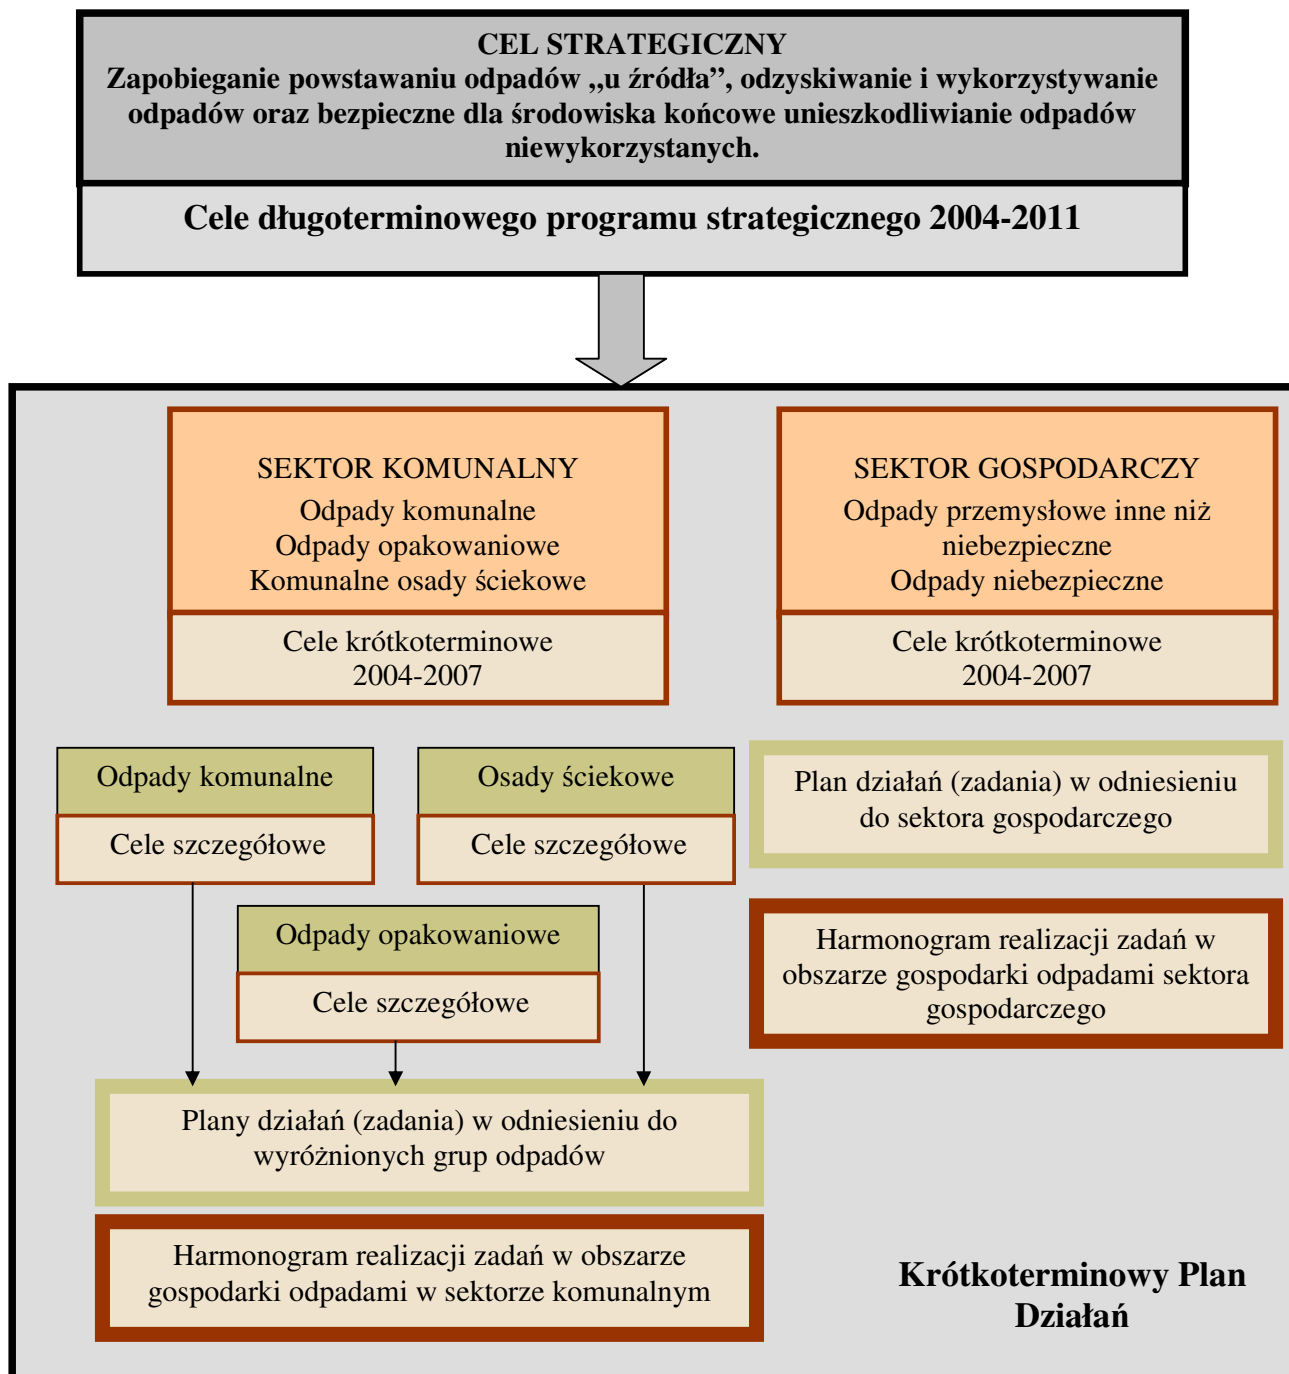 CEL STRATEGICZNY
Zapobieganie powstawaniu odpadów „u źródła”, odzyskiwanie i wykorzystywanie
odpadów oraz bezpieczne dla środowiska końcowe unieszkodliwianie odpadów
niewykorzystanych.
Cele długoterminowego programu strategicznego 2004-2011
SEKTOR KOMUNALNY
Odpady komunalne
Odpady opakowaniowe
Komunalne osady ściekowe
Cele krótkoterminowe
2004-2007
SEKTOR GOSPODARCZY
Odpady przemysłowe inne niż
niebezpieczne
Odpady niebezpieczne
Cele krótkoterminowe
2004-2007
Odpady komunalne
Cele szczegółowe
Osady ściekowe
Cele szczegółowe
Odpady opakowaniowe
Cele szczegółowe
Plan działań (zadania) w odniesieniu
do sektora gospodarczego
Harmonogram realizacji zadań w
obszarze gospodarki odpadami sektora
gospodarczego
Plany działań (zadania) w odniesieniu do
wyróżnionych grup odpadów
Harmonogram realizacji zadań w obszarze
gospodarki odpadami w sektorze komunalnym
Krótkoterminowy Plan
Działań